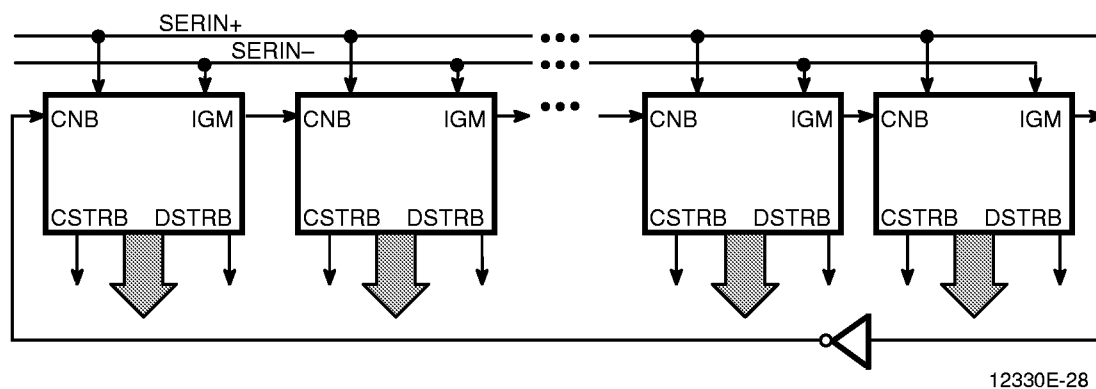 SERIN+
SERIN–
CNB IGM CNB IGM CNB IGM CNB IGM
CSTRB DSTRB CSTRB DSTRB CSTRB DSTRB CSTRB DSTRB
12330E-28